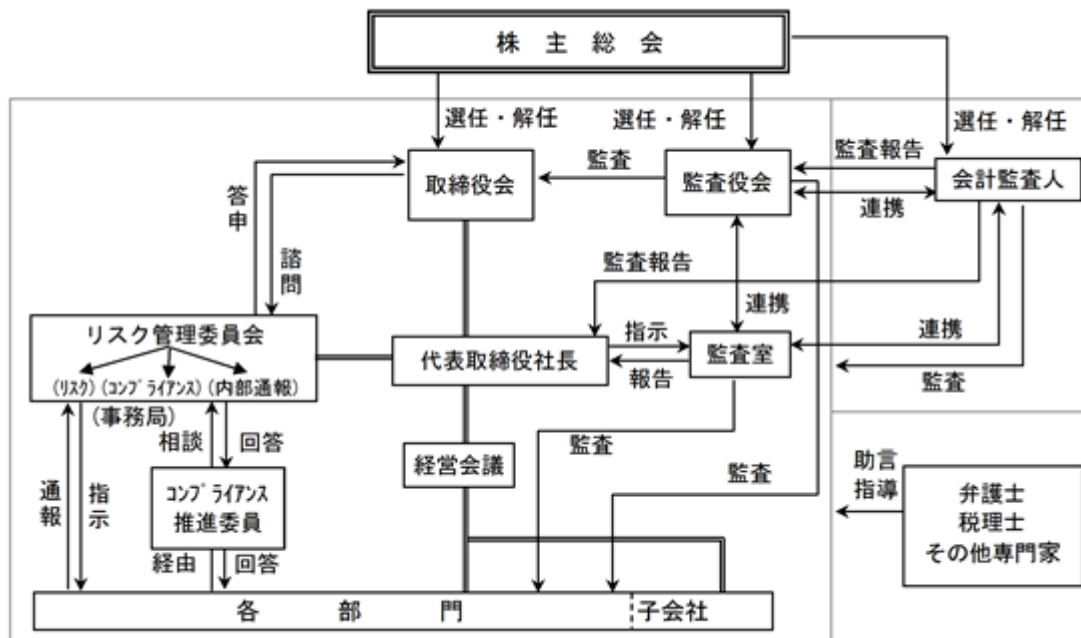 株主総会
選任・解任
選任・解任
選任・解任
取締役会
監査
監査役会
監査報告
連携
会計監査人
答申
諮問
監査報告
連携
リスク管理委員会
(ﾘｽｸ) (ｺﾝﾌﾟﾗｲｱﾝｽ) (内部通報)
(事務局)
代表取締役社長
指示
報告
監査室
連携
監査
相談
回答
通報
指示
ｺﾝﾌﾟﾗｲｱﾝｽ
推進委員
経営会議
監査
監査
助言
指導
弁護士
税理士
その他専門家
経由
回答
各部門
子会社